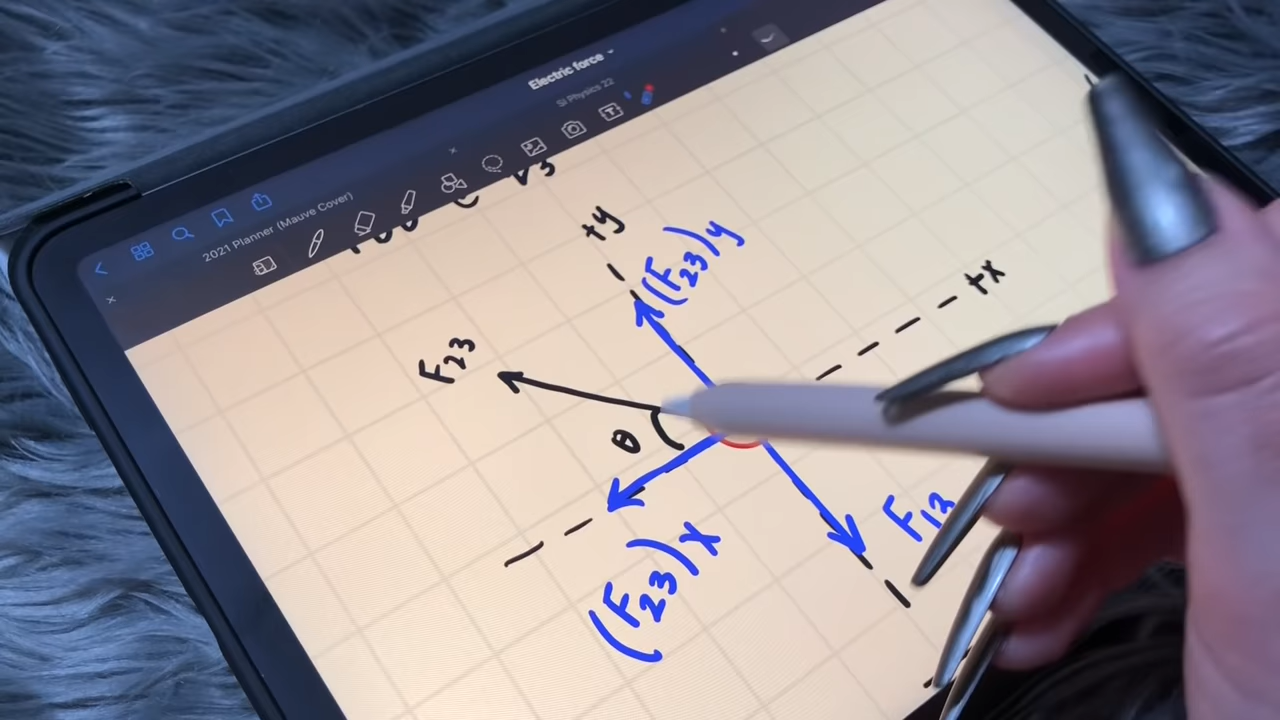 Electric force
SI Physics 22
2021 Planner (Mauve Cover)
+y
(F23)y
+x
F23
θ
F13
(F23)x